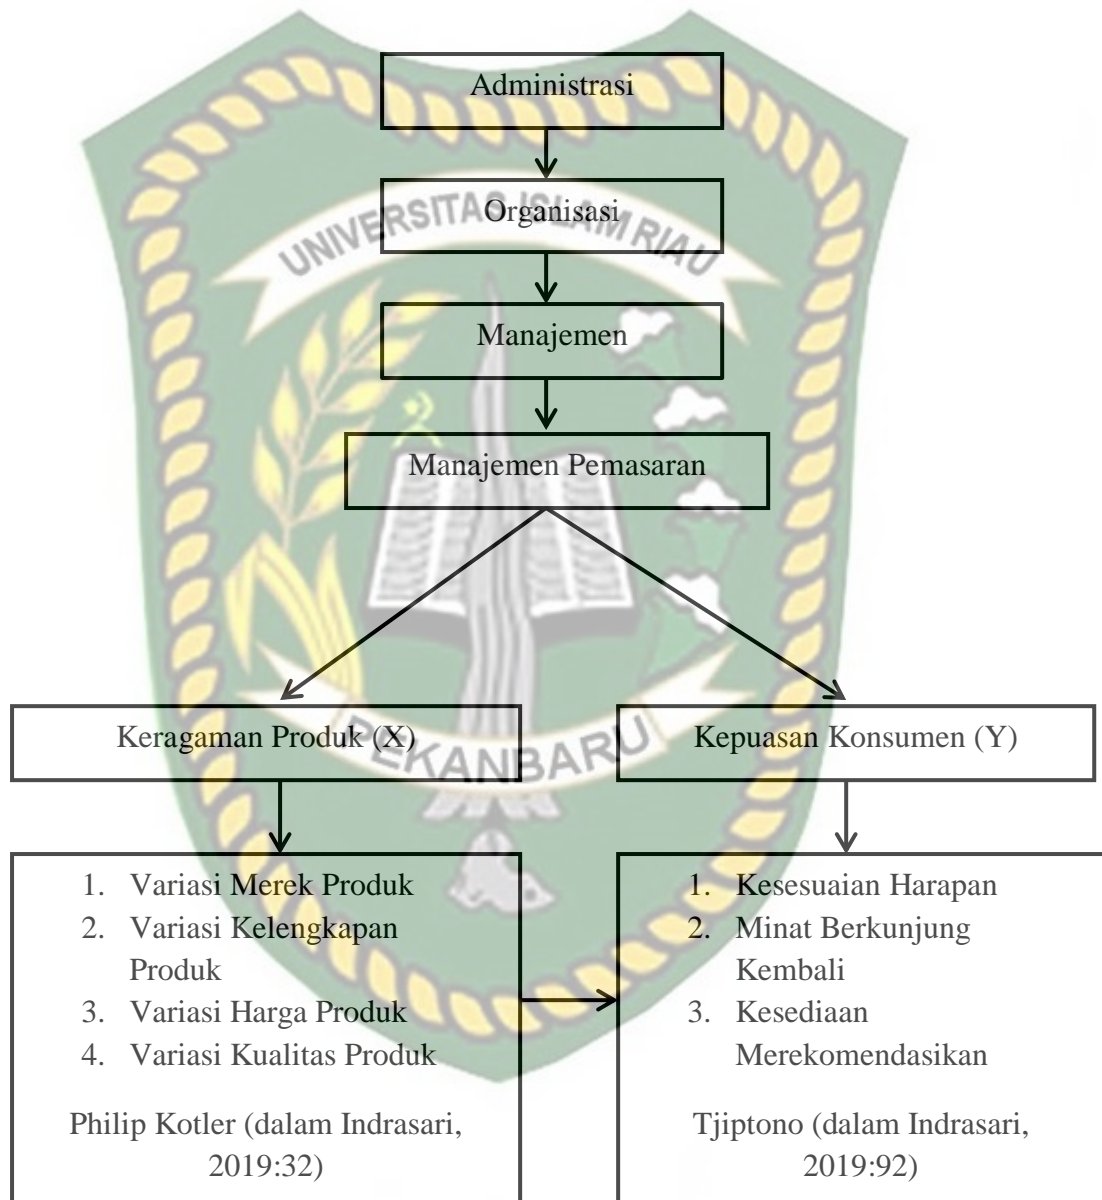 Administrasi
UNIVERSITAS ISLAM RIAU
Organisasi
Manajemen
Manajemen Pemasaran
Keragaman Produk (X)
Kepuasan Konsumen (Y)
PEKANBARU
1. Variasi Merek Produk
2. Variasi Kelengkapan
Produk
3. Variasi Harga Produk
4. Variasi Kualitas Produk
Philip Kotler (dalam Indrasari,
2019:32)
1. Kesesuaian Harapan
2. Minat Berkunjung
Kembali
3. Kesediaan
Merekomendasikan
Tjiptono (dalam Indrasari,
2019:92)